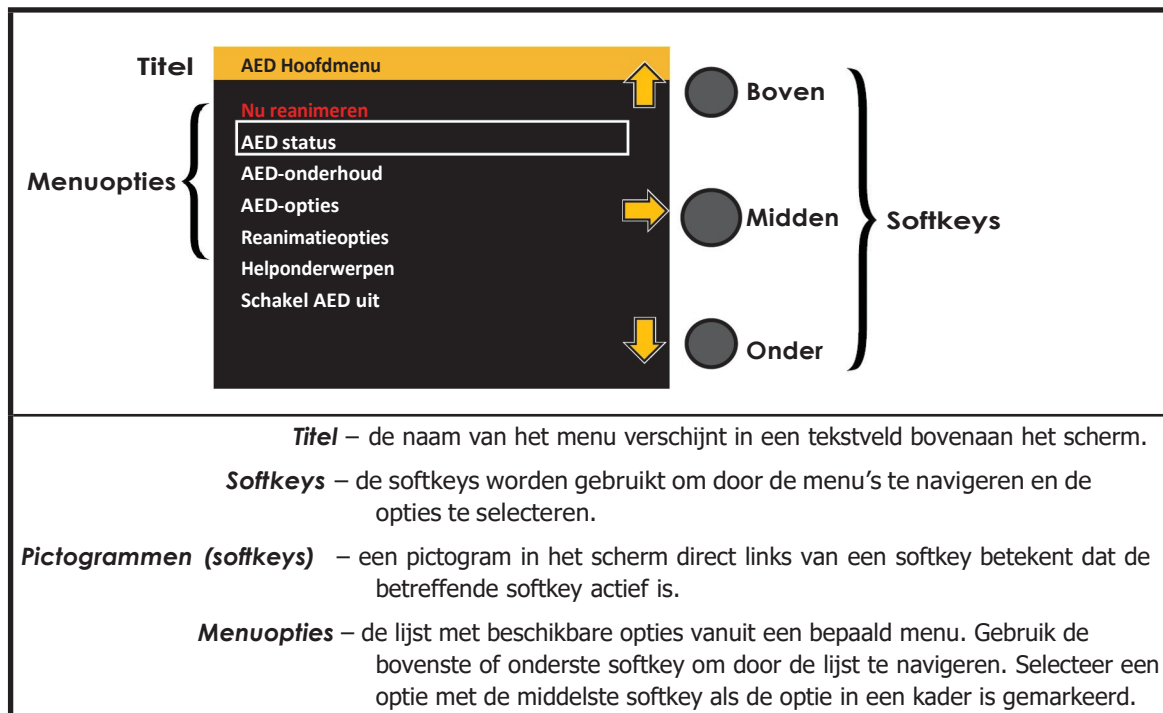 Titel
AED Hoofdmenu
Nu reanimeren
AED status
AED-onderhoud
AED-opties
Reanimatieopties
Helponderwerpen
Schakel AED uit
Menuopties
Boven
Midden
Onder
Softkeys
Titel – de naam van het menu verschijnt in een tekstveld bovenaan het scherm.
Softkeys – de softkeys worden gebruikt om door de menu’s te navigeren en de
opties te selecteren.
Pictogrammen (softkeys) – een pictogram in het scherm direct links van een softkey betekent dat de
betreffende softkey actief is.
Menuopties – de lijst met beschikbare opties vanuit een bepaald menu. Gebruik de
bovenste of onderste softkey om door de lijst te navigeren. Selecteer een
optie met de middelste softkey als de optie in een kader is gemarkeerd.